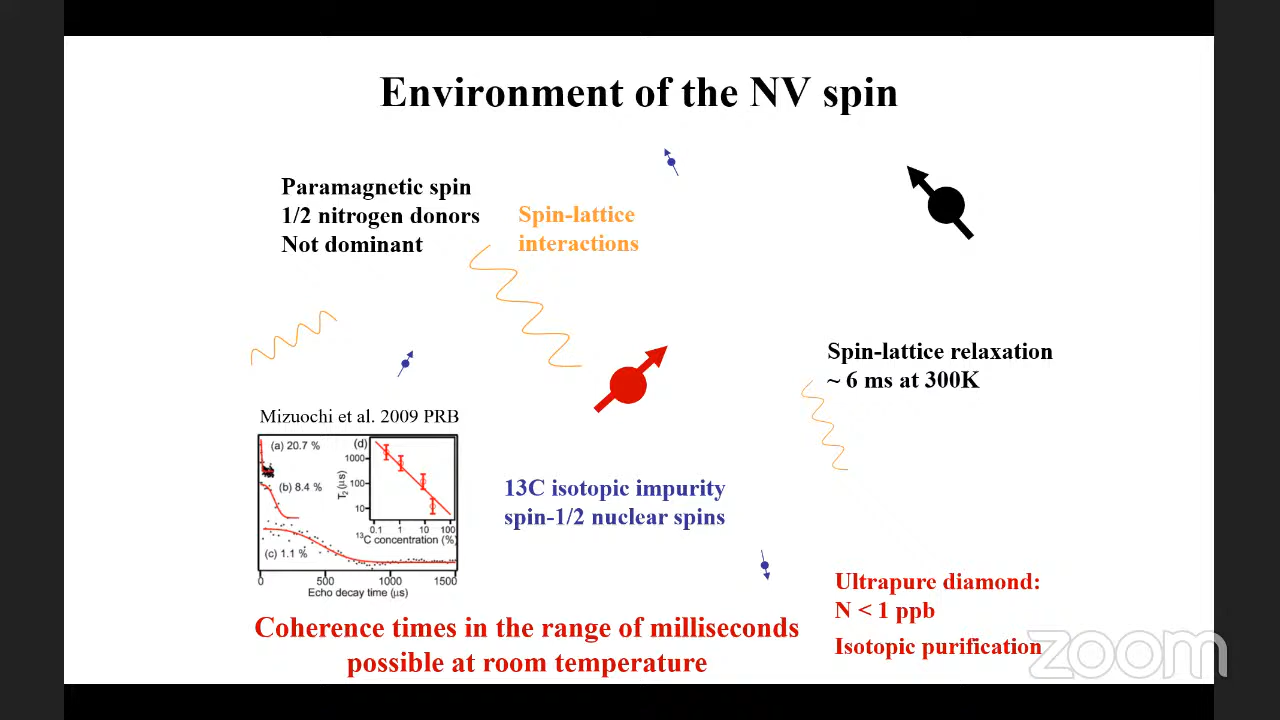 Environment of the NV spin
Paramagnetic spin
1/2 nitrogen donors
Not dominant
Spin-lattice
interactions
Spin-lattice relaxation
~ 6 ms at 300K
Mizuochi et al. 2009 PRB
(a) 20.7 %
(b) 8.4 %
(c) 1.1 %
(d)
T₂ (μs)
1000
100
10
0.1 1 10 100
¹³C concentration (%)
0 500 1000 1500
Echo decay time (μs)
13C isotopic impurity
spin-1/2 nuclear spins
Coherence times in the range of milliseconds
possible at room temperature
Ultrapure diamond:
N < 1 ppb
Isotopic purification
zoom